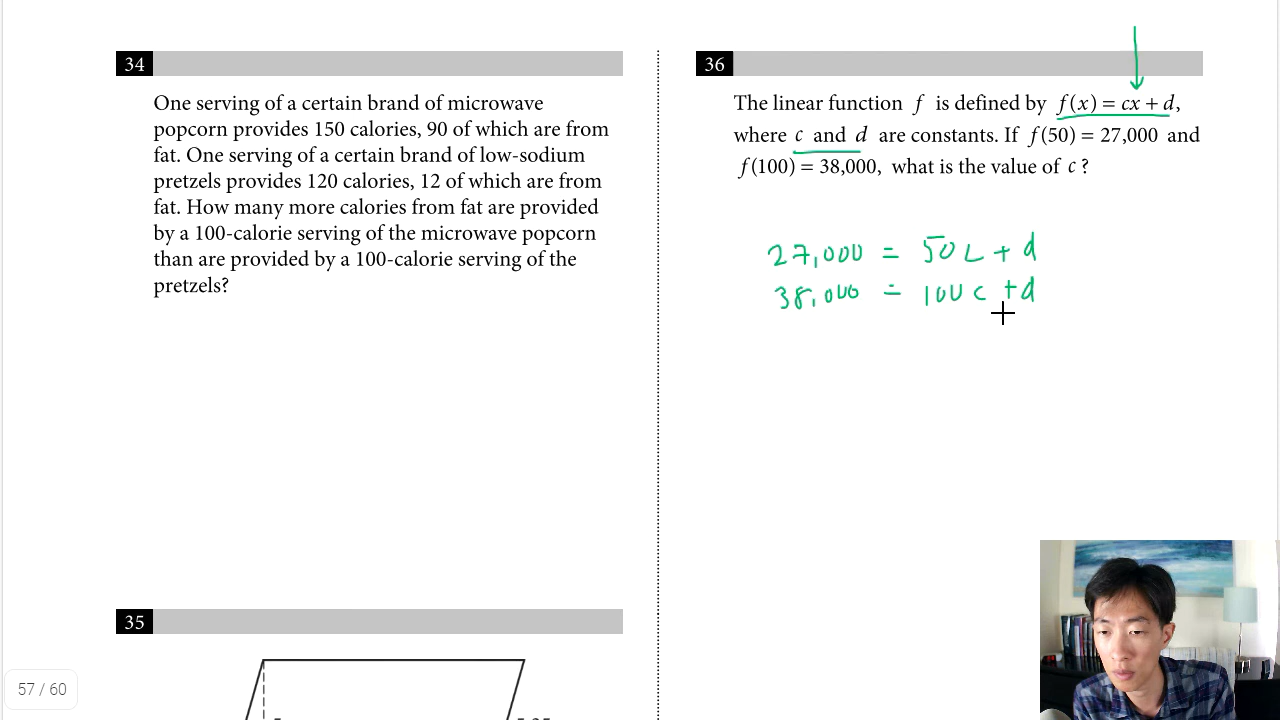 34
One serving of a certain brand of microwave
popcorn provides 150 calories, 90 of which are from
fat. One serving of a certain brand of low-sodium
pretzels provides 120 calories, 12 of which are from
fat. How many more calories from fat are provided
by a 100-calorie serving of the microwave popcorn
than are provided by a 100-calorie serving of the
pretzels?
35
36
The linear function f is defined by f(x) = cx + d,
where c and d are constants. If f(50) = 27,000 and
f(100) = 38,000, what is the value of c ?
27,000 = 50c + d
38,000 = 100c + d
57 / 60